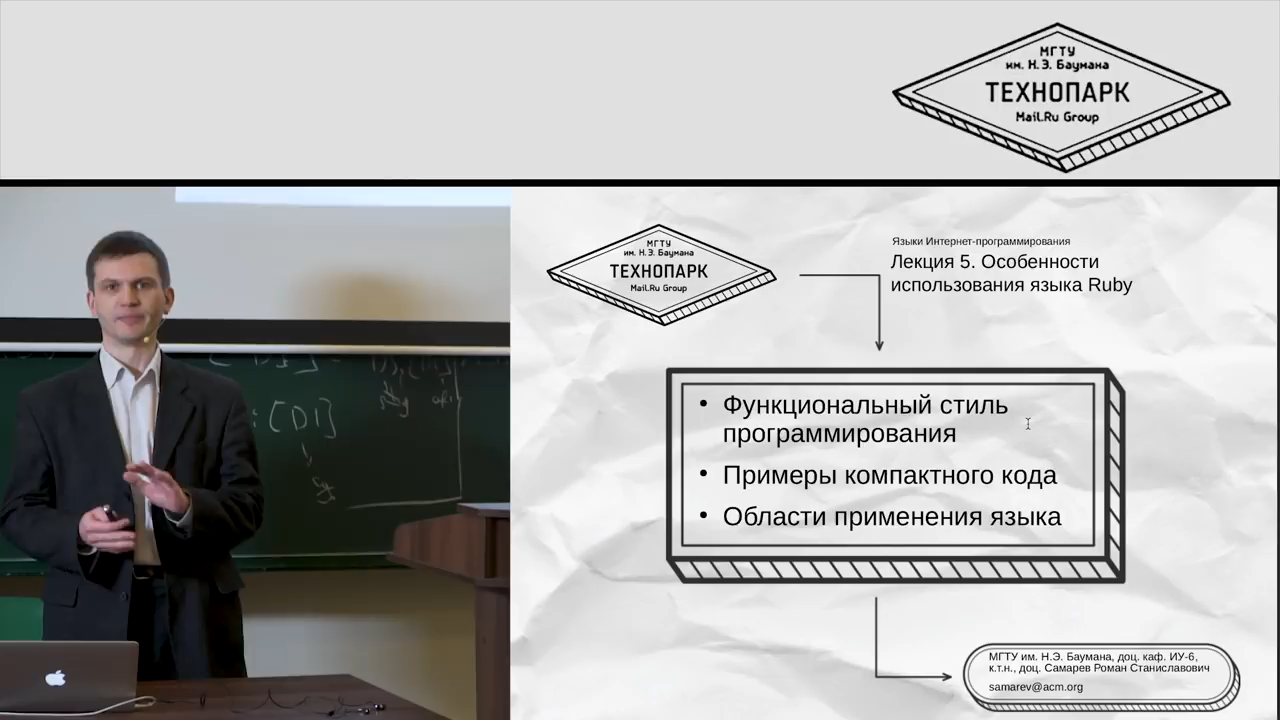 МГТУ
им. Н.Э. Баумана
ТЕХНОПАРК
Mail.Ru Group
МГТУ
им. Н.Э. Баумана
ТЕХНОПАРК
Mail.Ru Group
Языки Интернет-программирования
Лекция 5. Особенности
использования языка Ruby
• Функциональный стиль
программирования
• Примеры компактного кода
• Области применения языка
: [DI]
МГТУ им. Н.Э. Баумана, доц. каф. ИУ-6,
к.т.н., доц. Самарев Роман Станиславович
samarev@acm.org